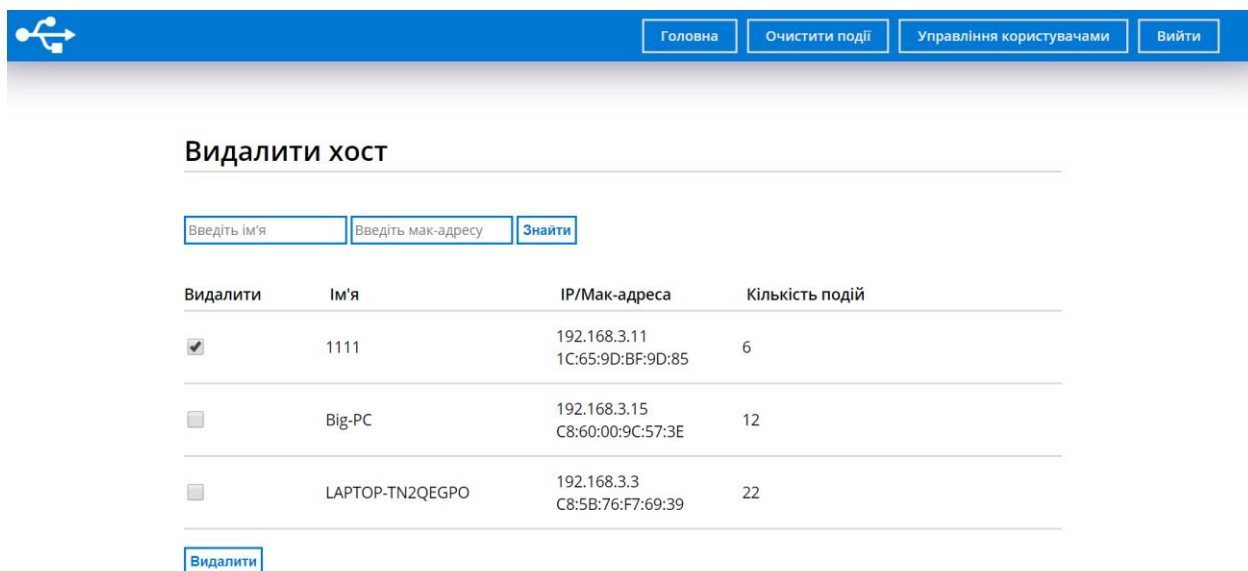 Головна Очистити події Управління користувачами Вийти
Видалити хост
Введіть ім'я Введіть мак-адресу Знайти
Видалити Ім'я IP/Мак-адреса Кількість подій
192.168.3.11
1111 6
1C:65:9D:BF:9D:85
192.168.3.15
Big-PC 12
C8:60:00:9C:57:3E
192.168.3.3
LAPTOP-TN2QEGPO 22
C8:5B:76:F7:69:39
Видалити